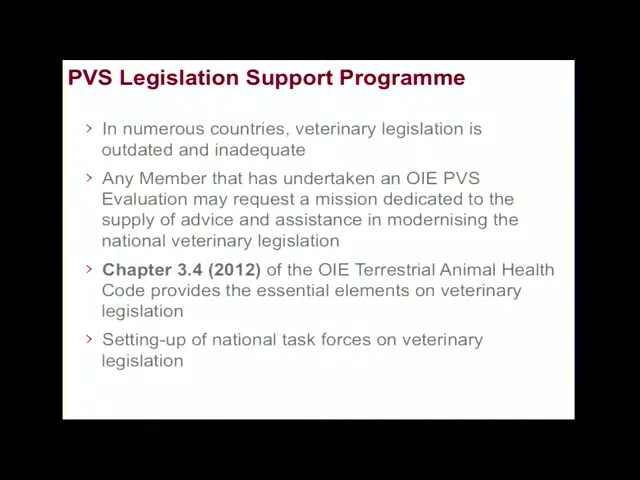 PVS Legislation Support Programme
› In numerous countries, veterinary legislation is
outdated and inadequate
› Any Member that has undertaken an OIE PVS
Evaluation may request a mission dedicated to the
supply of advice and assistance in modernising the
national veterinary legislation
› Chapter 3.4 (2012) of the OIE Terrestrial Animal Health
Code provides the essential elements on veterinary
legislation
› Setting-up of national task forces on veterinary
legislation